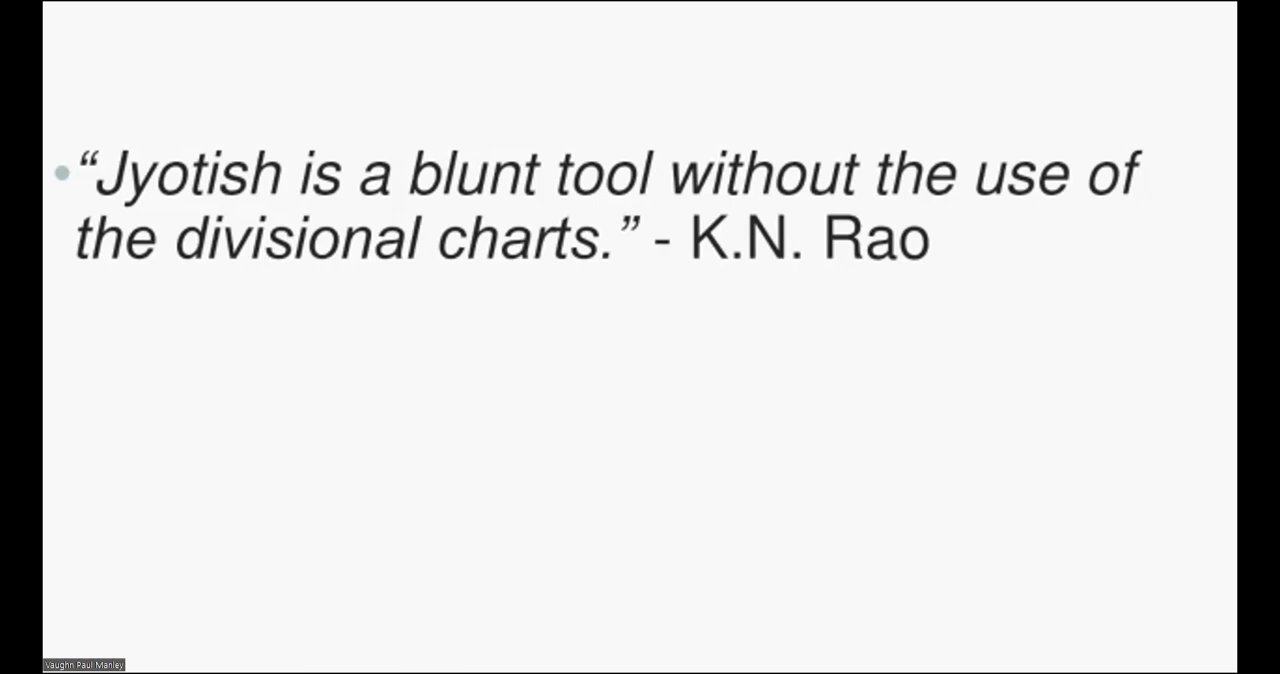 • “Jyotish is a blunt tool without the use of
the divisional charts.” - K.N. Rao
Vaughn Paul Manley